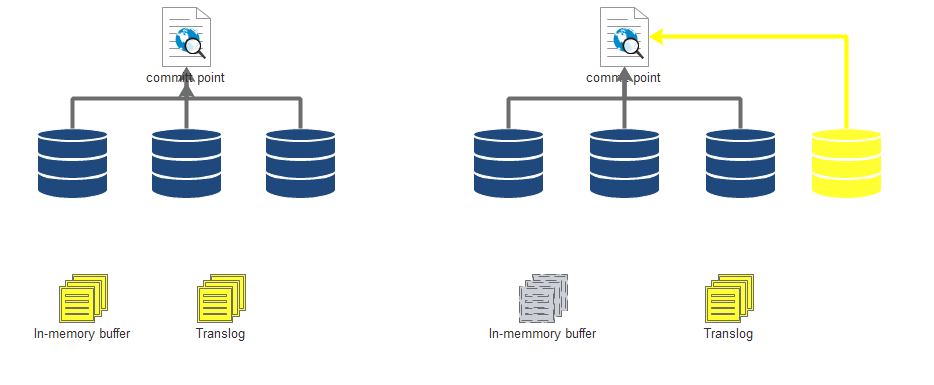 commit point
commit point
In-memory buffer
Translog
In-memmory buffer
Translog